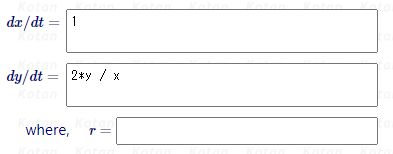 dx/dt = 1
dy/dt = 2*y / x
where, r =